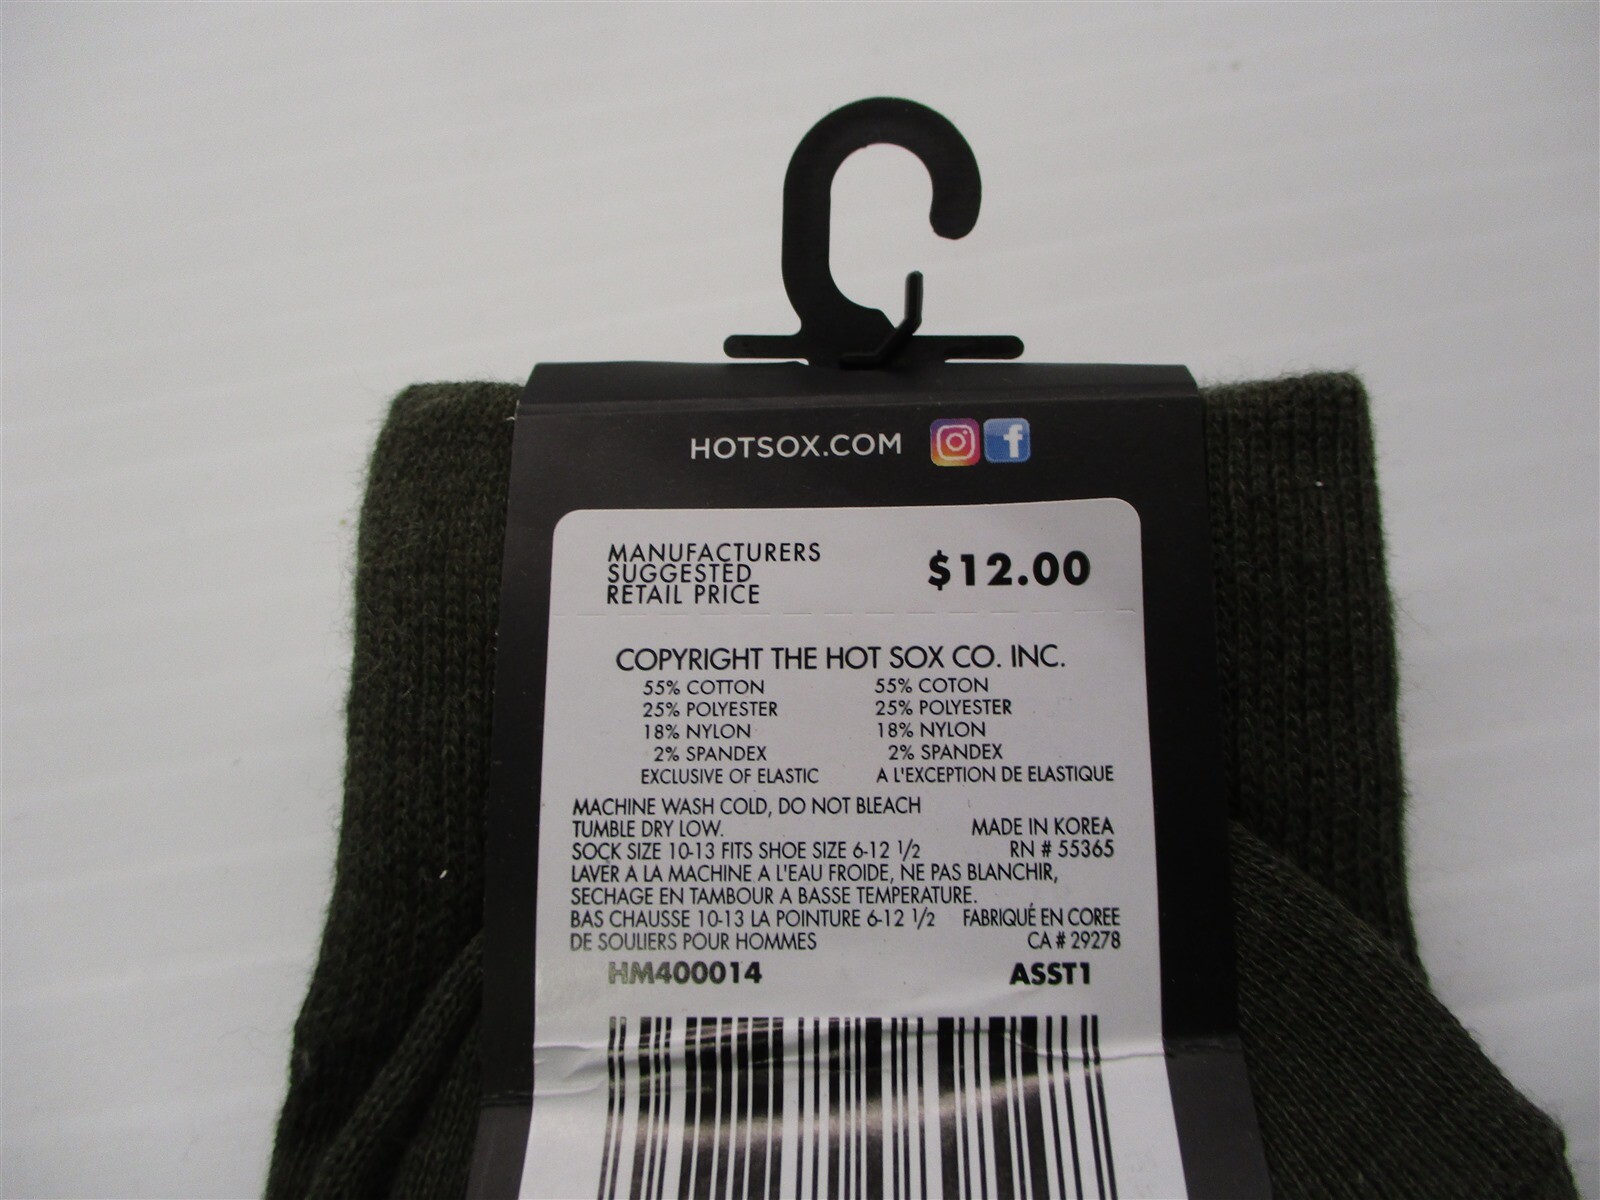 HOTSOX.COM
MANUFACTURERS
SUGGESTED
RETAIL PRICE
$12.00
COPYRIGHT THE HOT SOX CO. INC.
55% COTTON
25% POLYESTER
18% NYLON
2% SPANDEX
EXCLUSIVE OF ELASTIC
55% COTON
25% POLYESTER
18% NYLON
2% SPANDEX
A L'EXCEPTION DE ELASTIQUE
MACHINE WASH COLD, DO NOT BLEACH
TUMBLE DRY LOW. MADE IN KOREA
SOCK SIZE 10-13 FITS SHOE SIZE 6-12 1/2 RN # 55365
LAVER A LA MACHINE A L'EAU FROIDE, NE PAS BLANCHIR,
SECHAGE EN TAMBOUR A BASSE TEMPERATURE.
BAS CHAUSSE 10-13 LA POINTURE 6-12 1/2 FABRIQUÉ EN COREE
DE SOULIERS POUR HOMMES CA # 29278
HM400014 ASST1